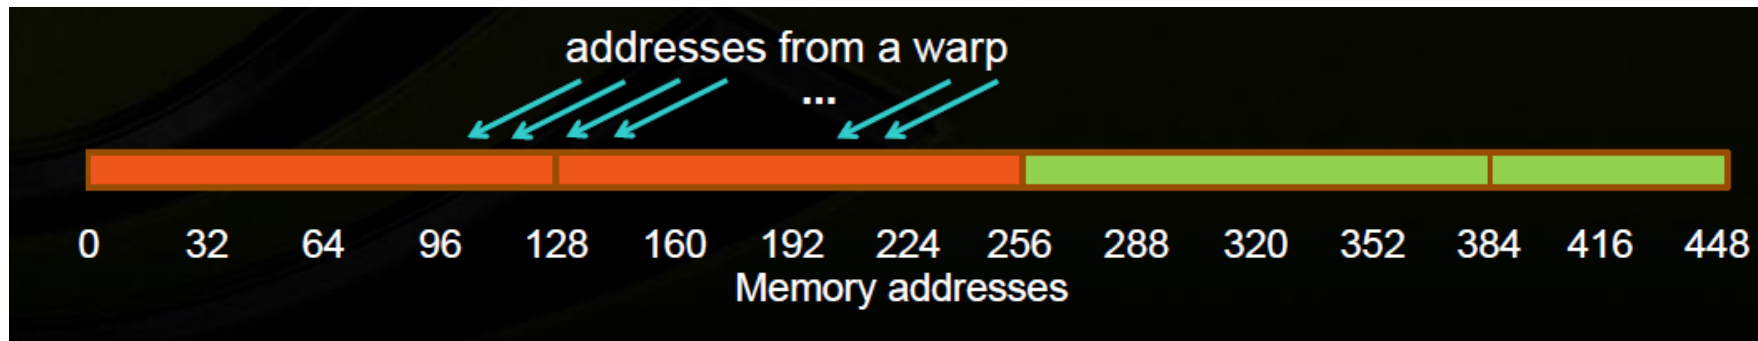 addresses from a warp
...
0 32 64 96 128 160 192 224 256 288 320 352 384 416 448
Memory addresses